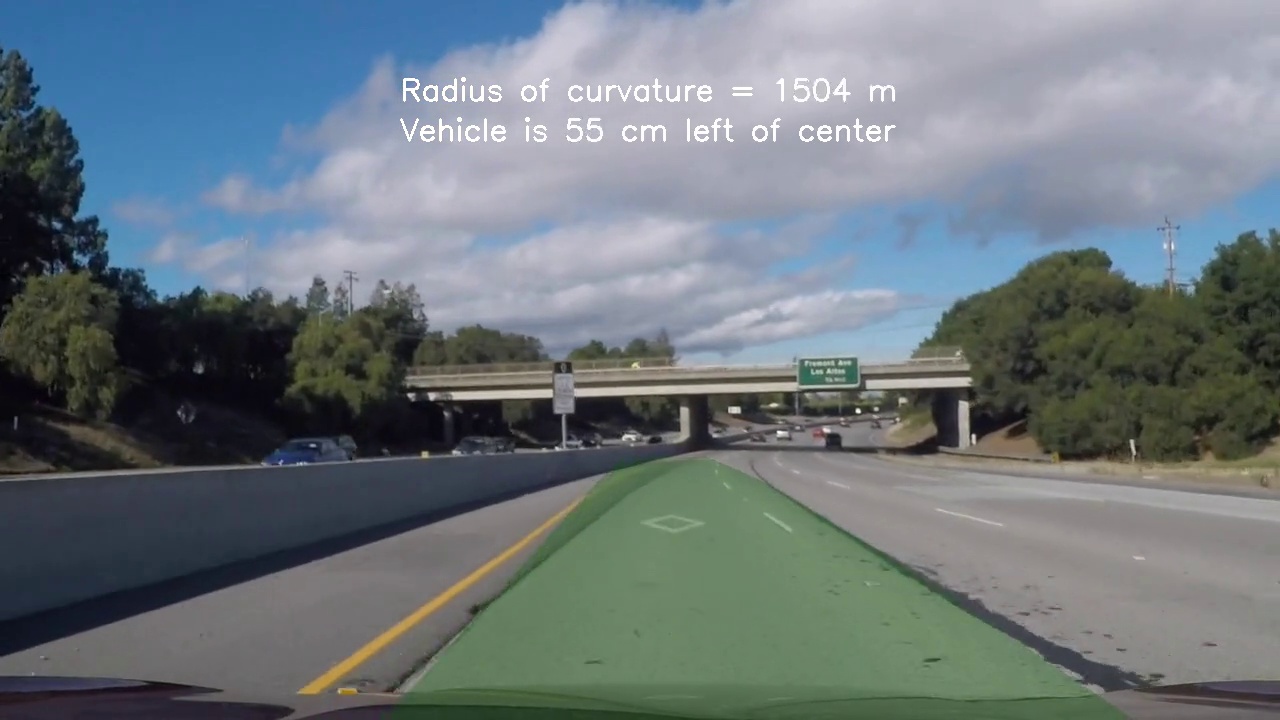 Radius of curvature = 1504 m
Vehicle is 55 cm left of center
Fremont Ave
Los Altos